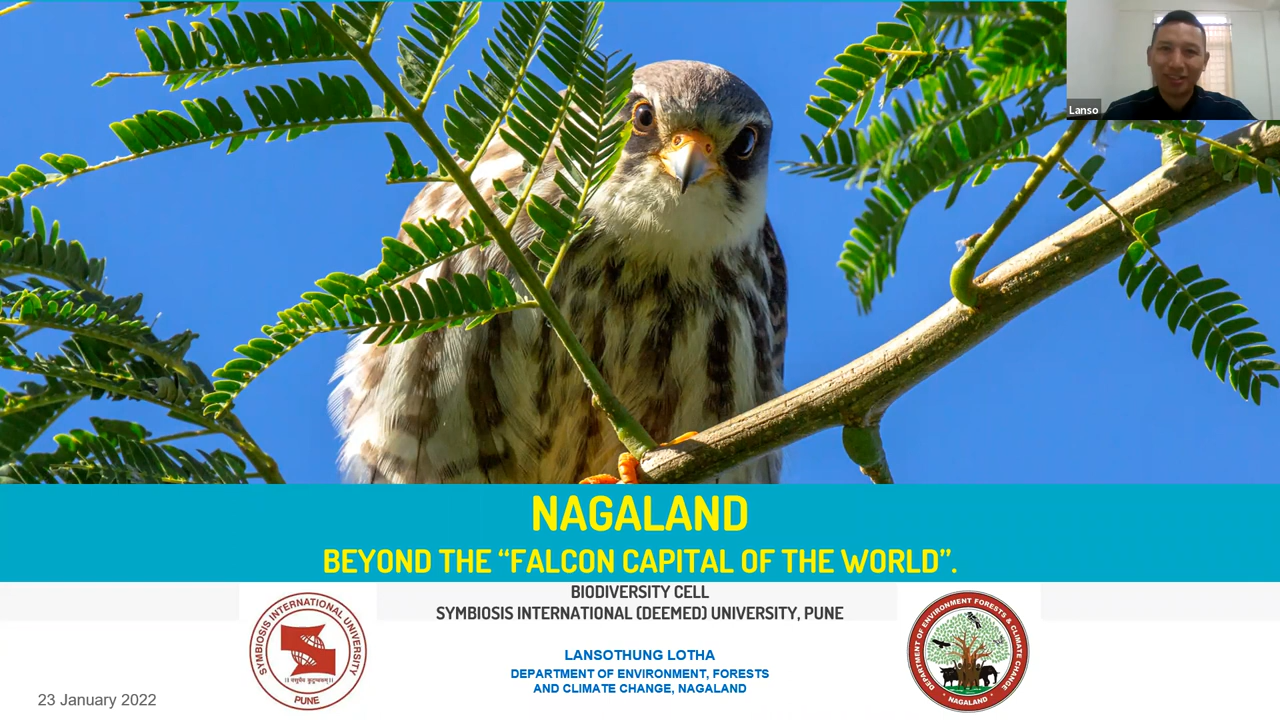 Lanso
NAGALAND
BEYOND THE “FALCON CAPITAL OF THE WORLD”.
BIODIVERSITY CELL
SYMBIOSIS INTERNATIONAL (DEEMED) UNIVERSITY, PUNE
SYMBIOSIS INTERNATIONAL UNIVERSITY
॥ वसुधैव कुटुम्बकम् ॥
PUNE
LANSOTHUNG LOTHA
DEPARTMENT OF ENVIRONMENT, FORESTS
AND CLIMATE CHANGE, NAGALAND
DEPARTMENT OF ENVIRONMENT FORESTS & CLIMATE CHANGE
NAGALAND
23 January 2022